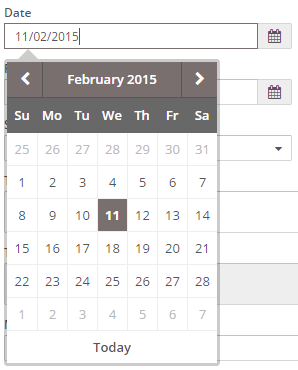 Date
11/02/2015
February 2015
Su Mo Tu We Th Fr Sa
25 26 27 28 29 30 31
1 2 3 4 5 6 7
8 9 10 11 12 13 14
15 16 17 18 19 20 21
22 23 24 25 26 27 28
1 2 3 4 5 6 7
Today